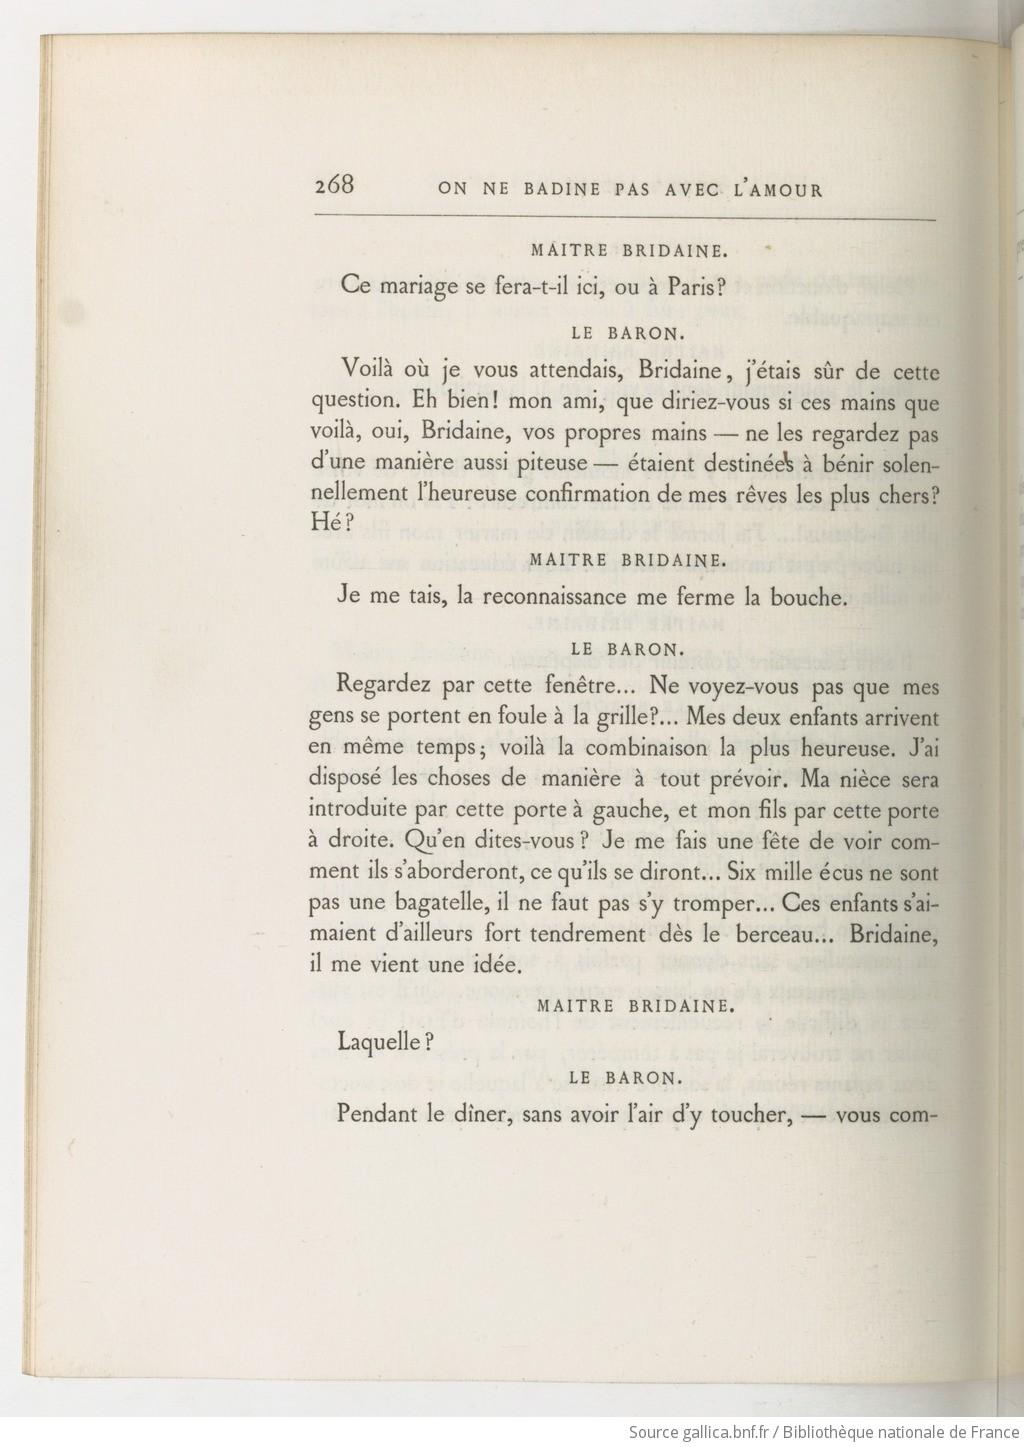 268 ON NE BADINE PAS AVEC L'AMOUR
MAITRE BRIDAINE.
Ce mariage se fera-t-il ici, ou à Paris?
LE BARON.
Voilà où je vous attendais, Bridaine, j'étais sûr de cette
question. Eh bien! mon ami, que diriez-vous si ces mains que
voilà, oui, Bridaine, vos propres mains — ne les regardez pas
d'une manière aussi piteuse — étaient destinées à bénir solen-
nellement l'heureuse confirmation de mes rêves les plus chers?
Hé?
MAITRE BRIDAINE.
Je me tais, la reconnaissance me ferme la bouche.
LE BARON.
Regardez par cette fenêtre... Ne voyez-vous pas que mes
gens se portent en foule à la grille?... Mes deux enfants arrivent
en même temps; voilà la combinaison la plus heureuse. J'ai
disposé les choses de manière à tout prévoir. Ma nièce sera
introduite par cette porte à gauche, et mon fils par cette porte
à droite. Qu'en dites-vous? Je me fais une fête de voir com-
ment ils s'aborderont, ce qu'ils se diront... Six mille écus ne sont
pas une bagatelle, il ne faut pas s'y tromper... Ces enfants s'ai-
maient d'ailleurs fort tendrement dès le berceau... Bridaine,
il me vient une idée.
MAITRE BRIDAINE.
Laquelle?
LE BARON.
Pendant le dîner, sans avoir l'air d'y toucher, — vous com-
Source gallica.bnf.fr / Bibliothèque nationale de France